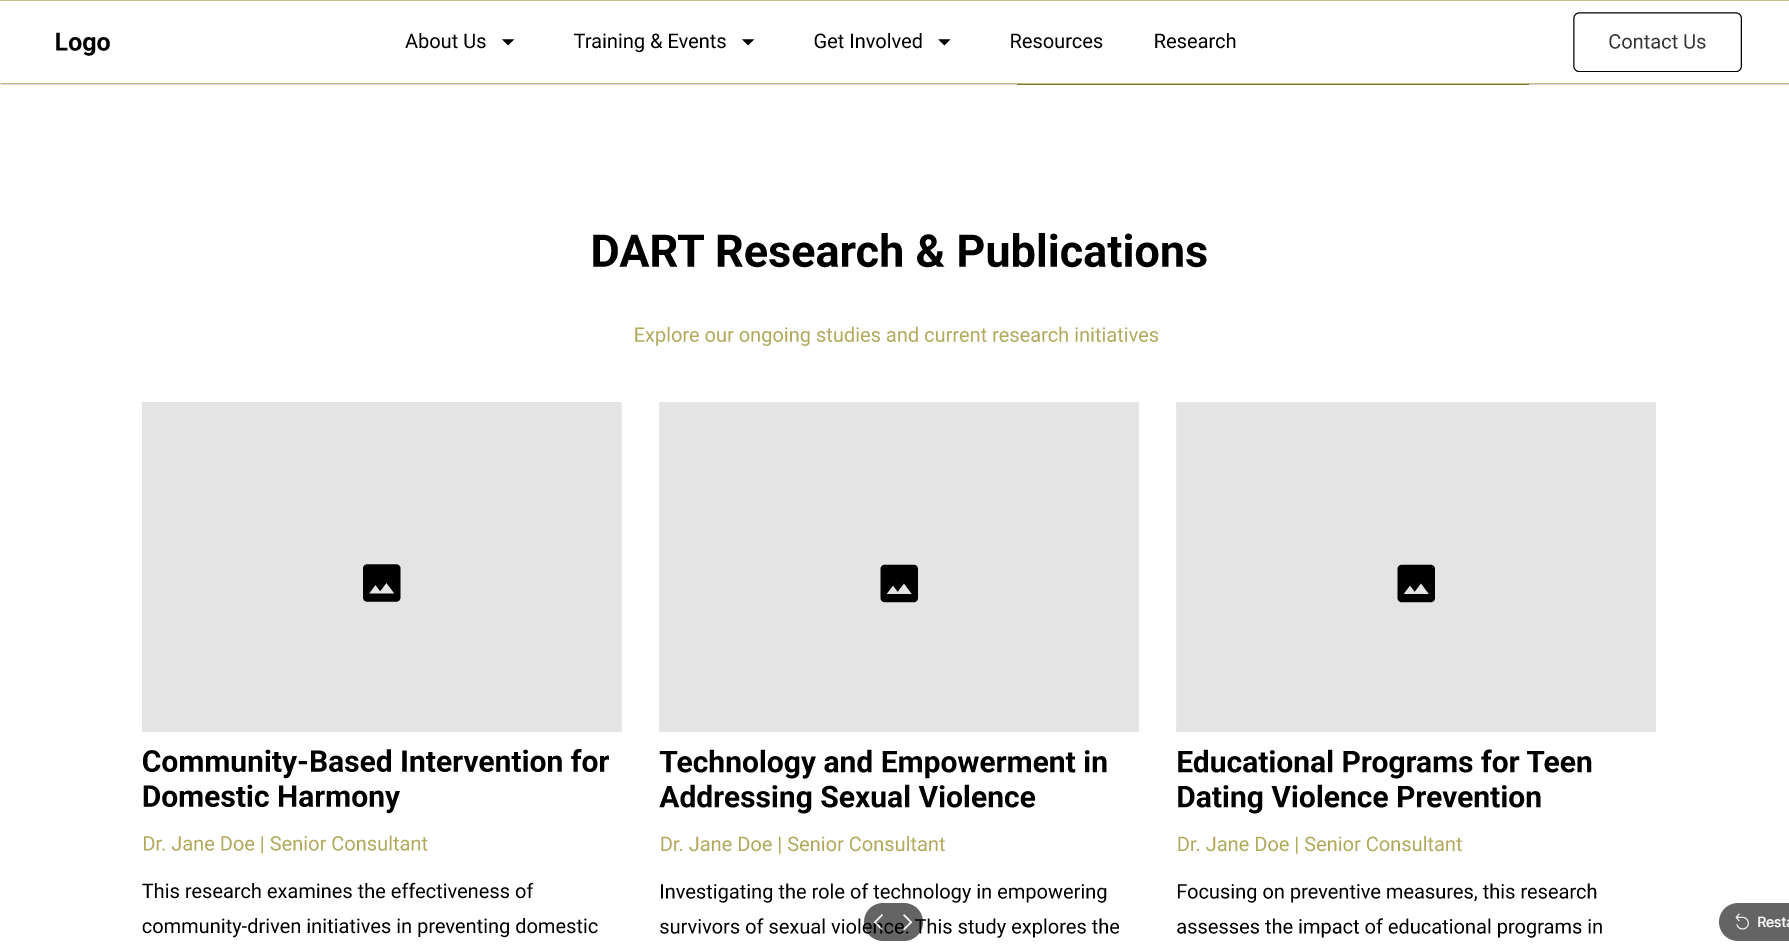 Logo
About Us
Training & Events
Get Involved
Resources
Research
Contact Us
DART Research & Publications
Explore our ongoing studies and current research initiatives
Community-Based Intervention for
Domestic Harmony
Dr. Jane Doe | Senior Consultant
This research examines the effectiveness of
community-driven initiatives in preventing domestic
Technology and Empowerment in
Addressing Sexual Violence
Dr. Jane Doe | Senior Consultant
Investigating the role of technology in empowering
survivors of sexual violence. This study explores the
Educational Programs for Teen
Dating Violence Prevention
Dr. Jane Doe | Senior Consultant
Focusing on preventive measures, this research
assesses the impact of educational programs in